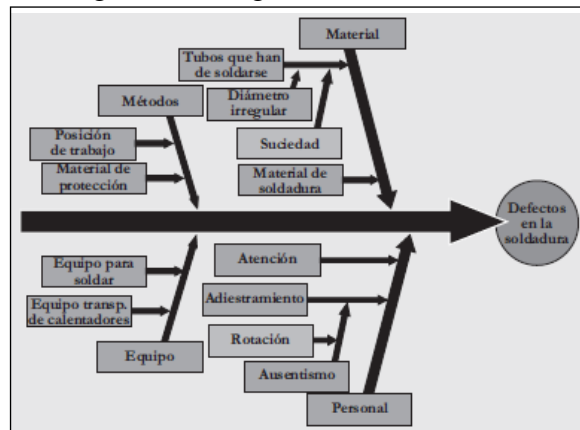 Material
Tubos que han
de soldarse
Métodos
Diámetro
irregular
Posición
de trabajo
Suciedad
Material de
protección
Material de
soldadura
Defectos
en la
soldadura
Equipo para
soldar
Atención
Equipo transp.
de calentadores
Adiestramiento
Rotación
Equipo
Ausentismo
Personal